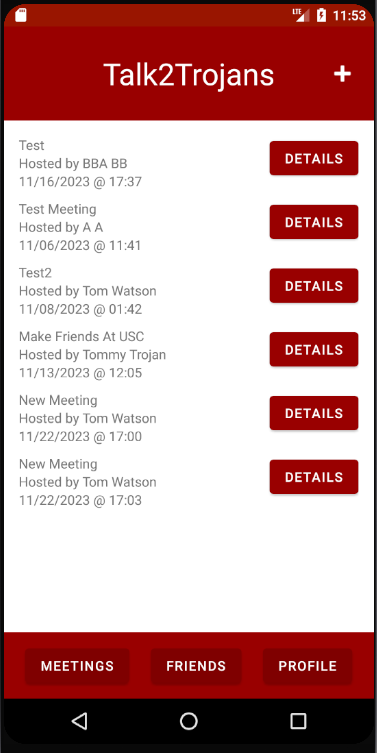 LTE 11:53
Talk2Trojans +
Test
Hosted by BBA BB
11/16/2023 @ 17:37
DETAILS
Test Meeting
Hosted by A A
11/06/2023 @ 11:41
DETAILS
Test2
Hosted by Tom Watson
11/08/2023 @ 01:42
DETAILS
Make Friends At USC
Hosted by Tommy Trojan
11/13/2023 @ 12:05
DETAILS
New Meeting
Hosted by Tom Watson
11/22/2023 @ 17:00
DETAILS
New Meeting
Hosted by Tom Watson
11/22/2023 @ 17:03
DETAILS
MEETINGS FRIENDS PROFILE